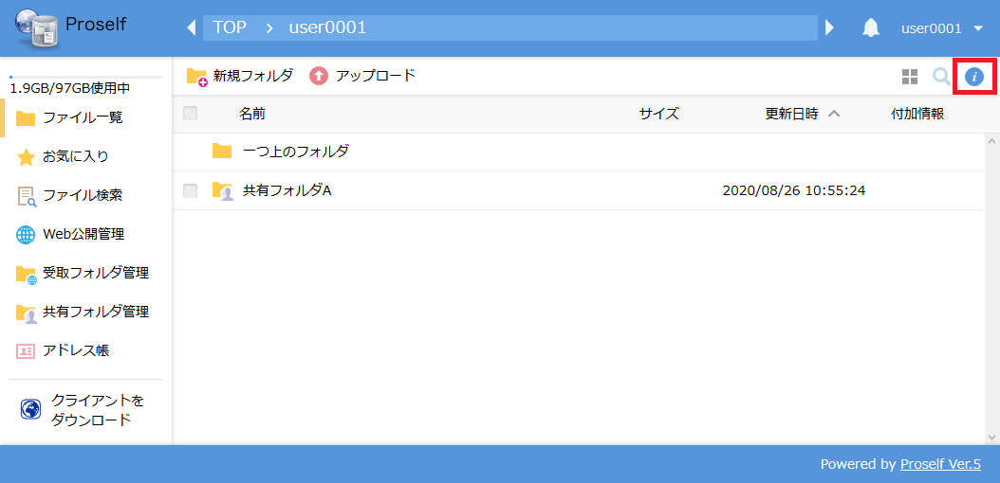 Proself
TOP > user0001
user0001
1.9GB/97GB使用中
ファイル一覧
お気に入り
ファイル検索
Web公開管理
受取フォルダ管理
共有フォルダ管理
アドレス帳
クライアントを
ダウンロード
新規フォルダ アップロード
i
名前 サイズ 更新日時 付加情報
一つ上のフォルダ
共有フォルダA 2020/08/26 10:55:24
Powered by Proself Ver.5